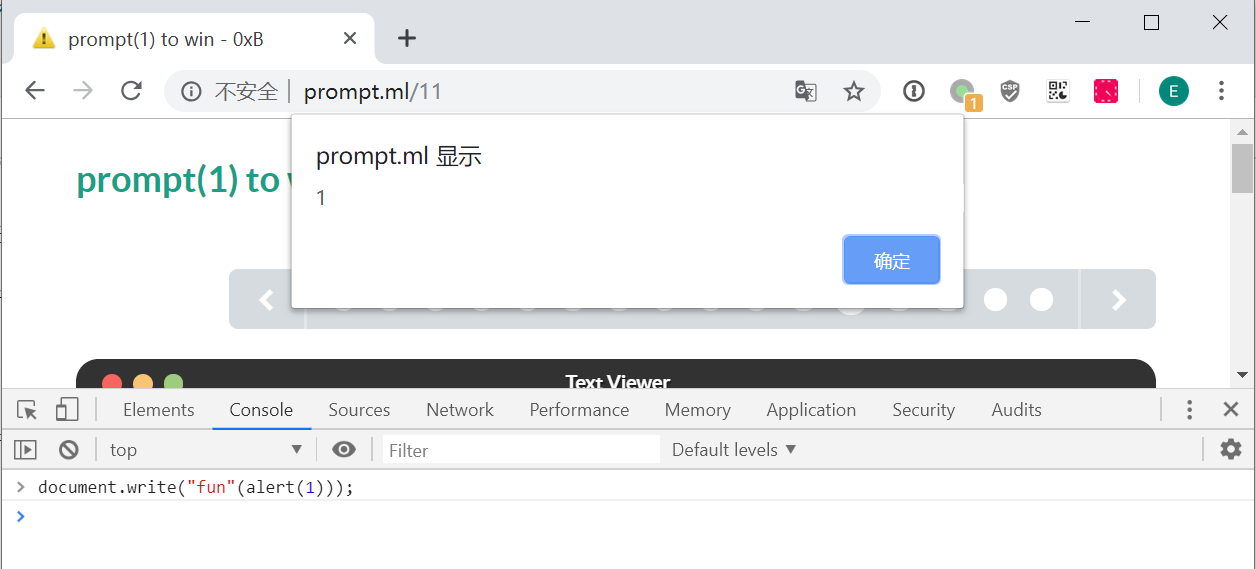 prompt(1) to win - 0xB
不安全 prompt.ml/11
1
E
prompt.ml 显示
1
prompt(1) to
确定
Text Viewer
Elements Console Sources Network Performance Memory Application Security Audits
top Filter Default levels
document.write("fun"(alert(1)));